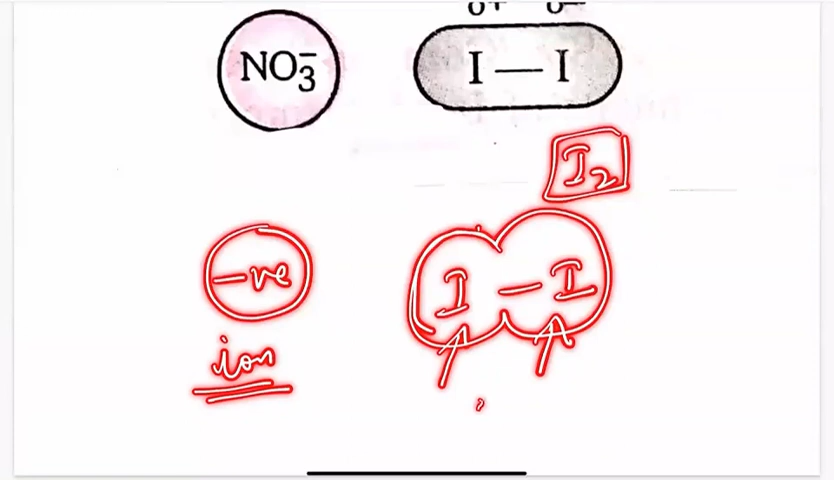 δ+ δ−
NO₃⁻ I — I
I₂
−ve I − I
ion